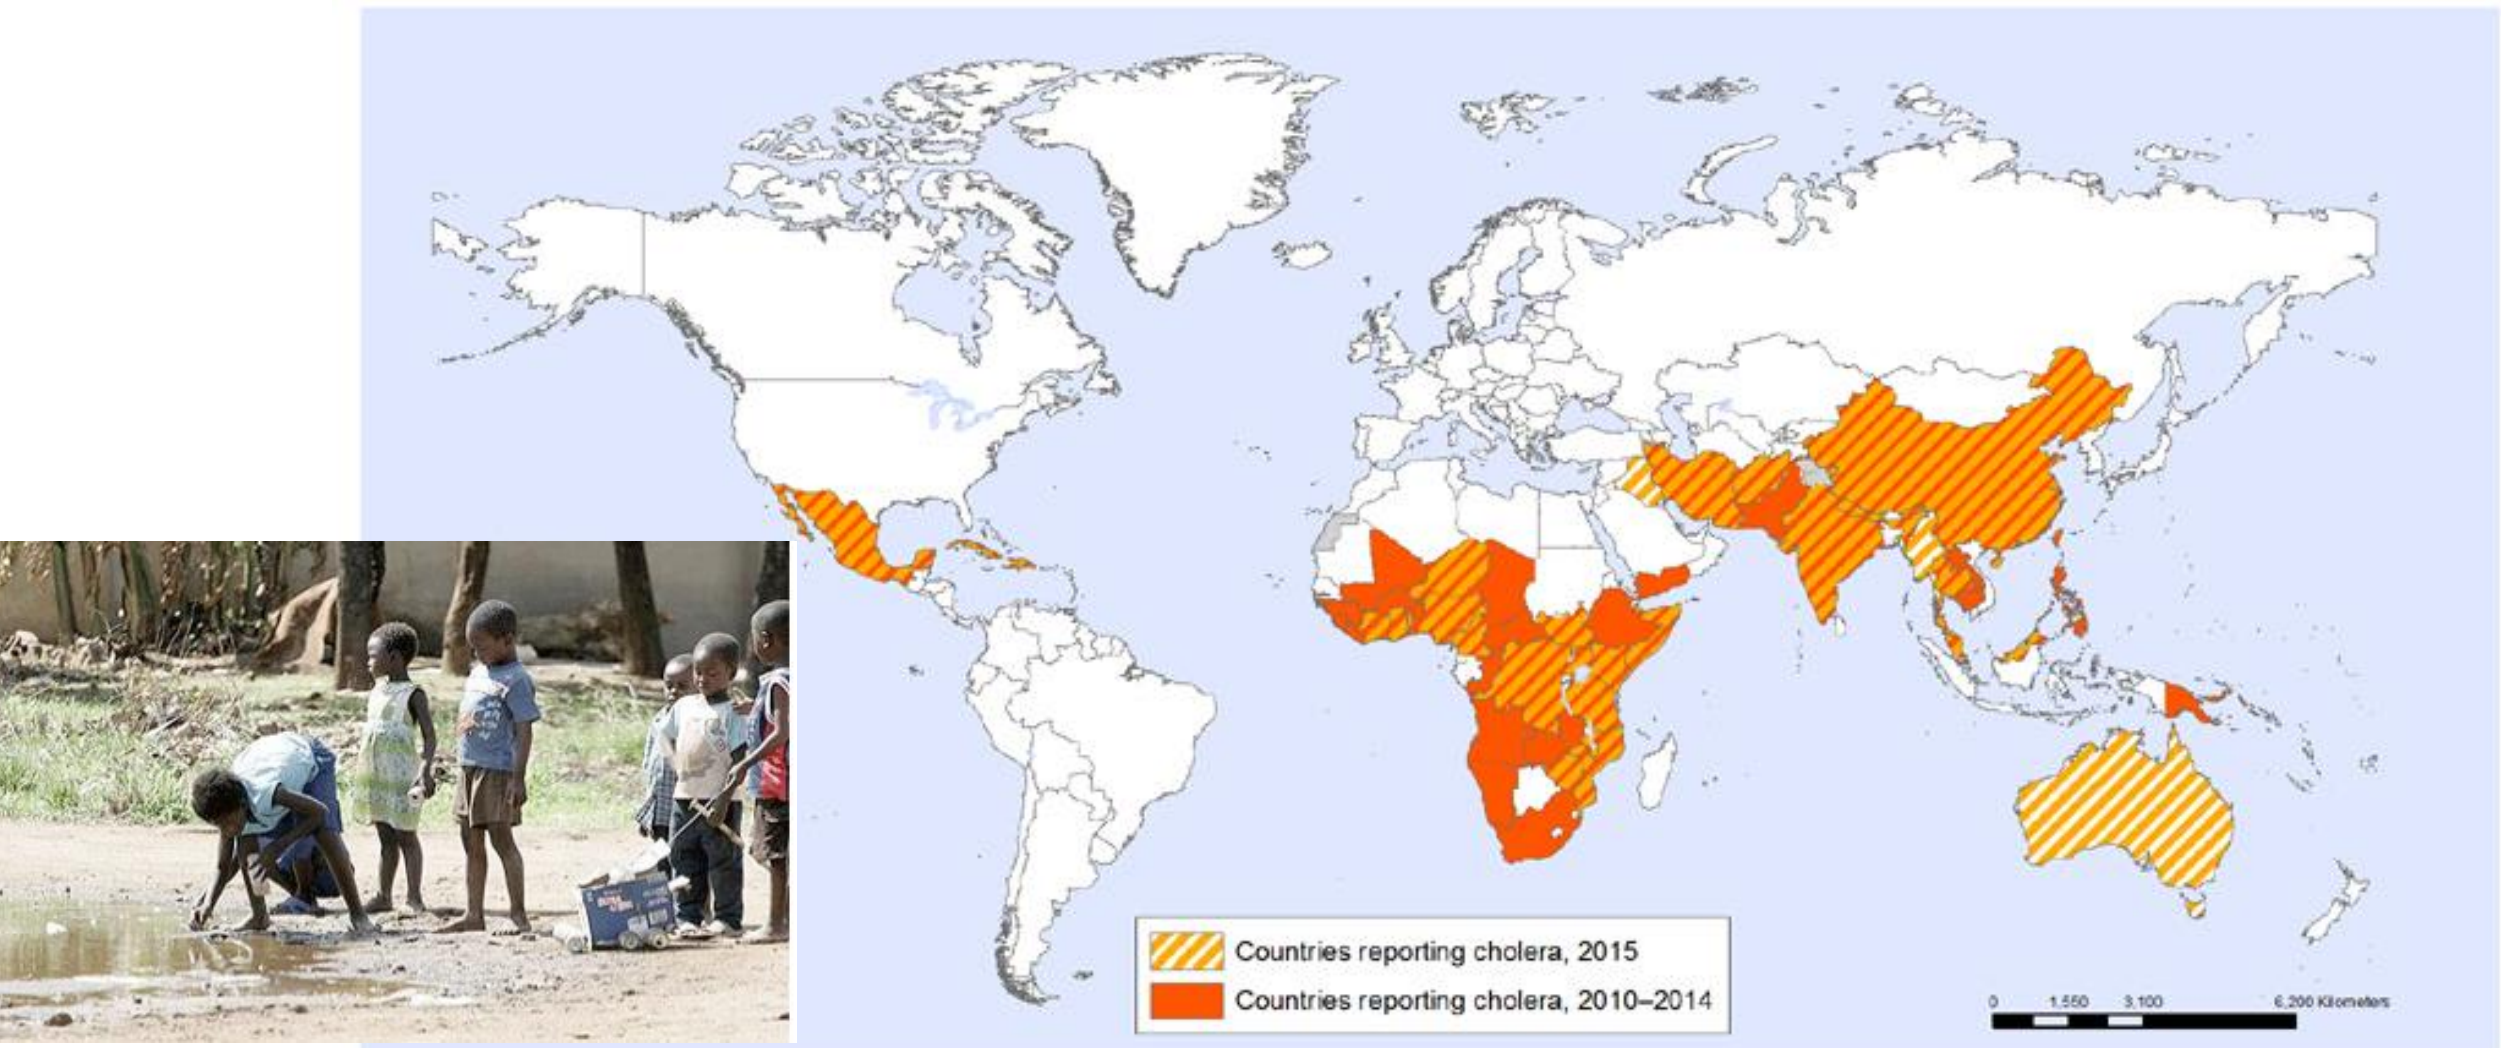 Countries reporting cholera, 2015
Countries reporting cholera, 2010–2014
0 1,550 3,100 6,200 Kilometers